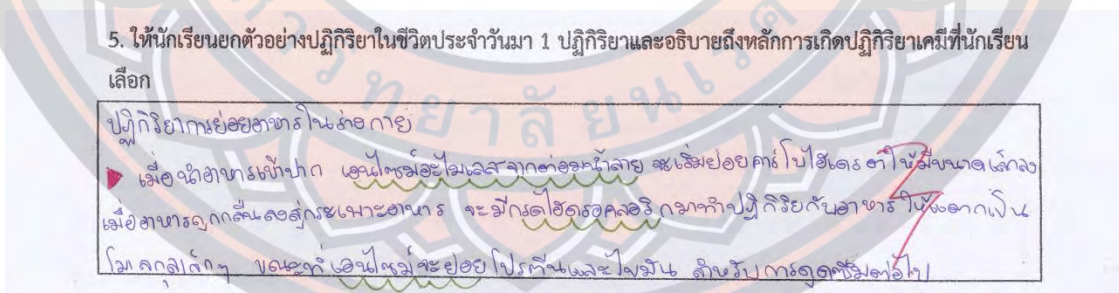 5. ให้นักเรียนยกตัวอย่างปฏิกิริยาในชีวิตประจำวันมา 1 ปฏิกิริยาและอธิบายถึงหลักการเกิดปฏิกิริยาเคมีที่นักเรียน
เลือก
ปฏิกิริยาการย่อยอาหารในร่างกาย
เมื่อนำอาหารเข้าปาก เอนไซม์อะไมเลสจากต่อมน้ำลาย จะเริ่มย่อยคาร์โบไฮเดรตทำให้มีขนาดเล็กลง
เมื่ออาหารถูกกลืนลงสู่กระเพาะอาหาร จะมีกรดไฮดรอคลอริกมาทำปฏิกิริยกับอาหาร ให้แตกเป็น
โมเลกุลเล็กๆ ขณะที่เอนไซม์จะย่อยโปรตีนและไขมัน สำหรับการดูดซึมต่อไป